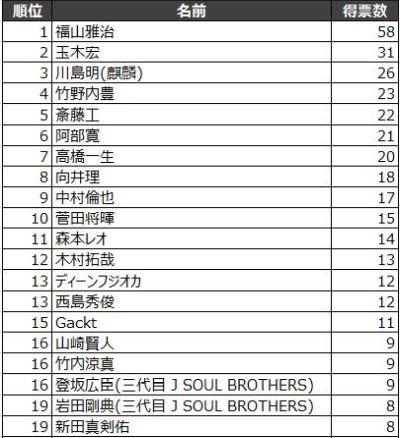 順位 名前 得票数
1 福山雅治 58
2 玉木宏 31
3 川島明(麒麟) 26
4 竹野内豊 23
5 斎藤工 22
6 阿部寛 21
7 高橋一生 20
8 向井理 18
9 中村倫也 17
10 菅田将暉 15
11 森本レオ 14
12 木村拓哉 13
13 ディーンフジオカ 12
13 西島秀俊 12
15 Gackt 11
16 山崎賢人 9
16 竹内涼真 9
16 登坂広臣(三代目 J SOUL BROTHERS) 9
19 岩田剛典(三代目 J SOUL BROTHERS) 8
19 新田真剣佑 8